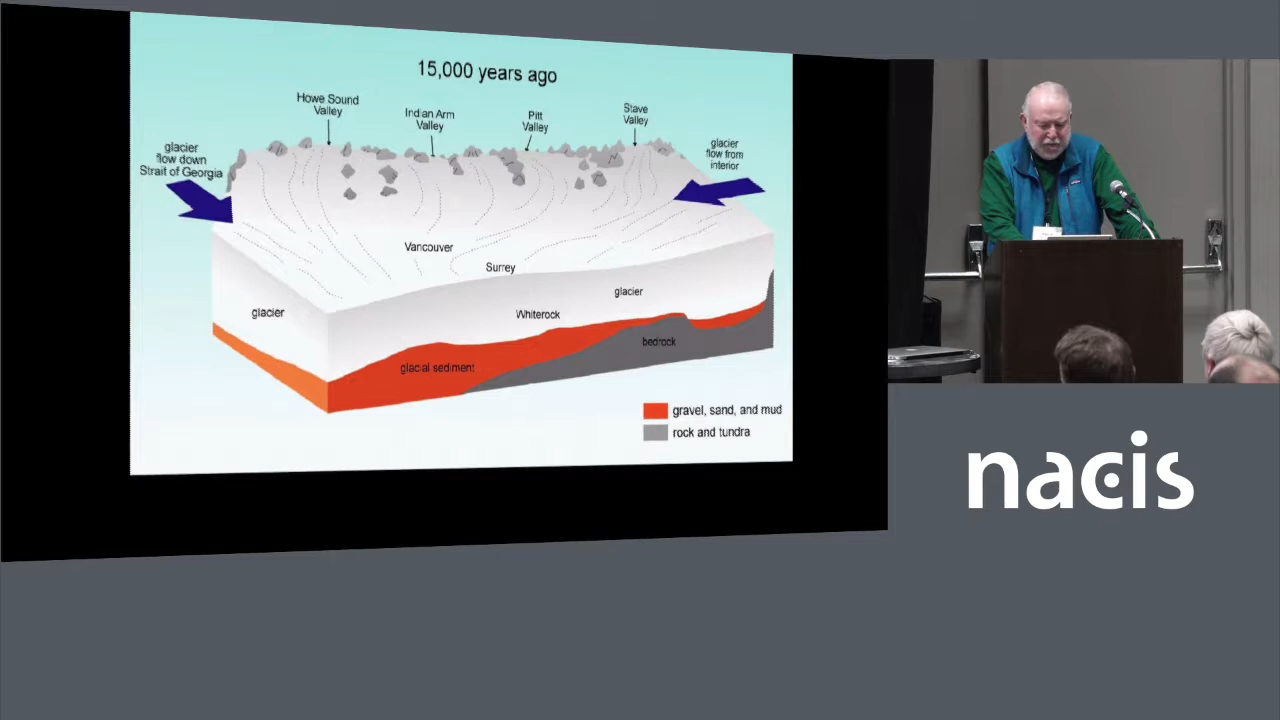 15,000 years ago
Howe Sound
Valley
Indian Arm
Valley
Pitt
Valley
Stave
Valley
glacier
flow down
Strait of Georgia
glacier
flow from
interior
Vancouver
Surrey
glacier
glacier
Whiterock
bedrock
glacial sediment
gravel, sand, and mud
rock and tundra
nacis